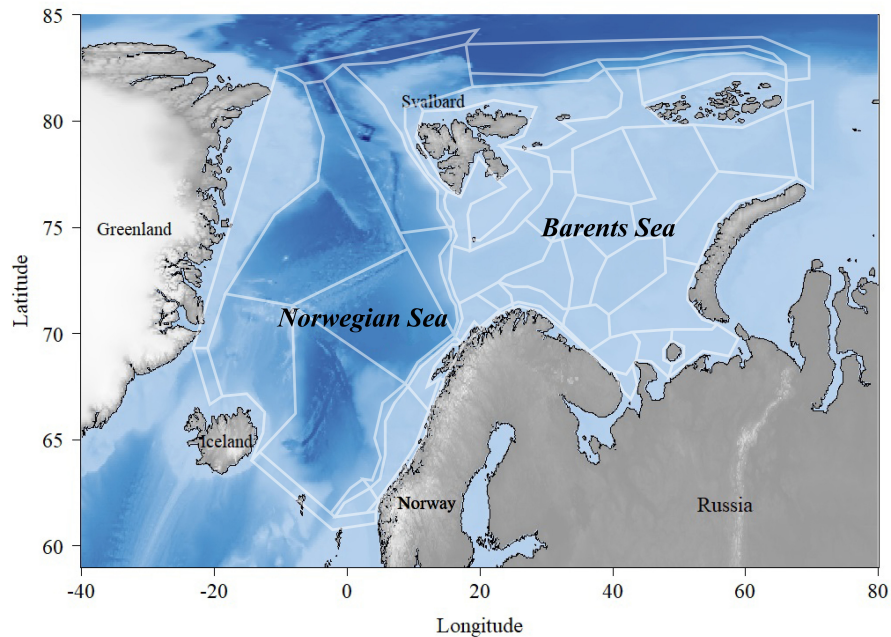 85
80
75
70
65
60
Latitude
Svalbard
Greenland
Barents Sea
Norwegian Sea
Iceland
Norway
Russia
-40
-20
0
20
40
60
80
Longitude